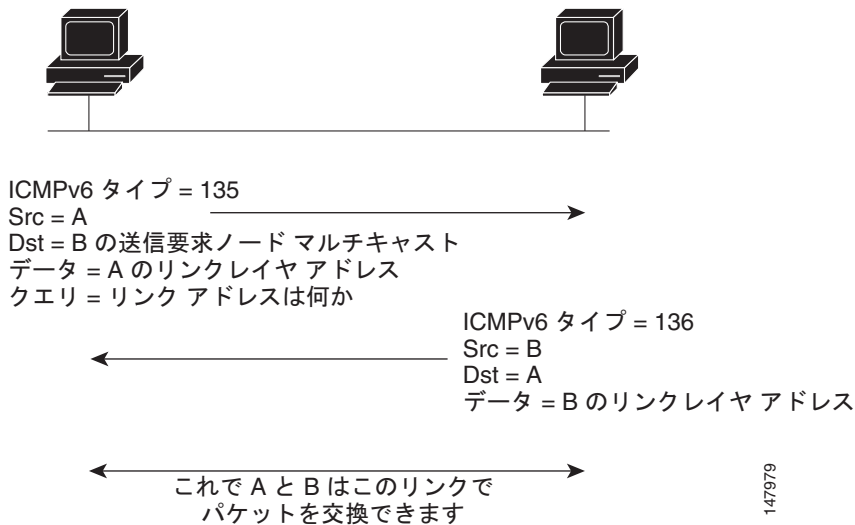 ICMPv6 タイプ = 135
Src = A
Dst = B の送信要求ノード マルチキャスト
データ = A のリンクレイヤ アドレス
クエリ = リンク アドレスは何か
ICMPv6 タイプ = 136
Src = B
Dst = A
データ = B のリンクレイヤ アドレス
これで A と B はこのリンクで
パケットを交換できます
147979